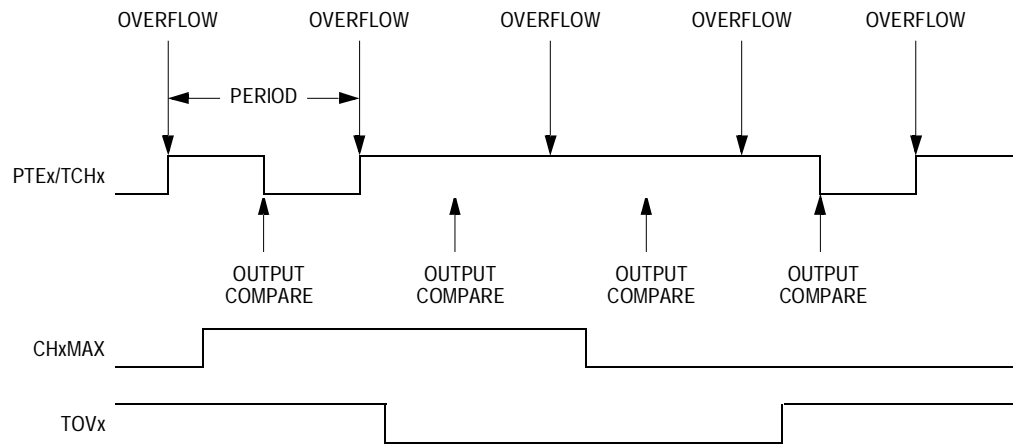 OVERFLOW OVERFLOW OVERFLOW OVERFLOW OVERFLOW
PERIOD
PTEx/TCHx
OUTPUT COMPARE
OUTPUT COMPARE
OUTPUT COMPARE
OUTPUT COMPARE
CHxMAX
TOVx